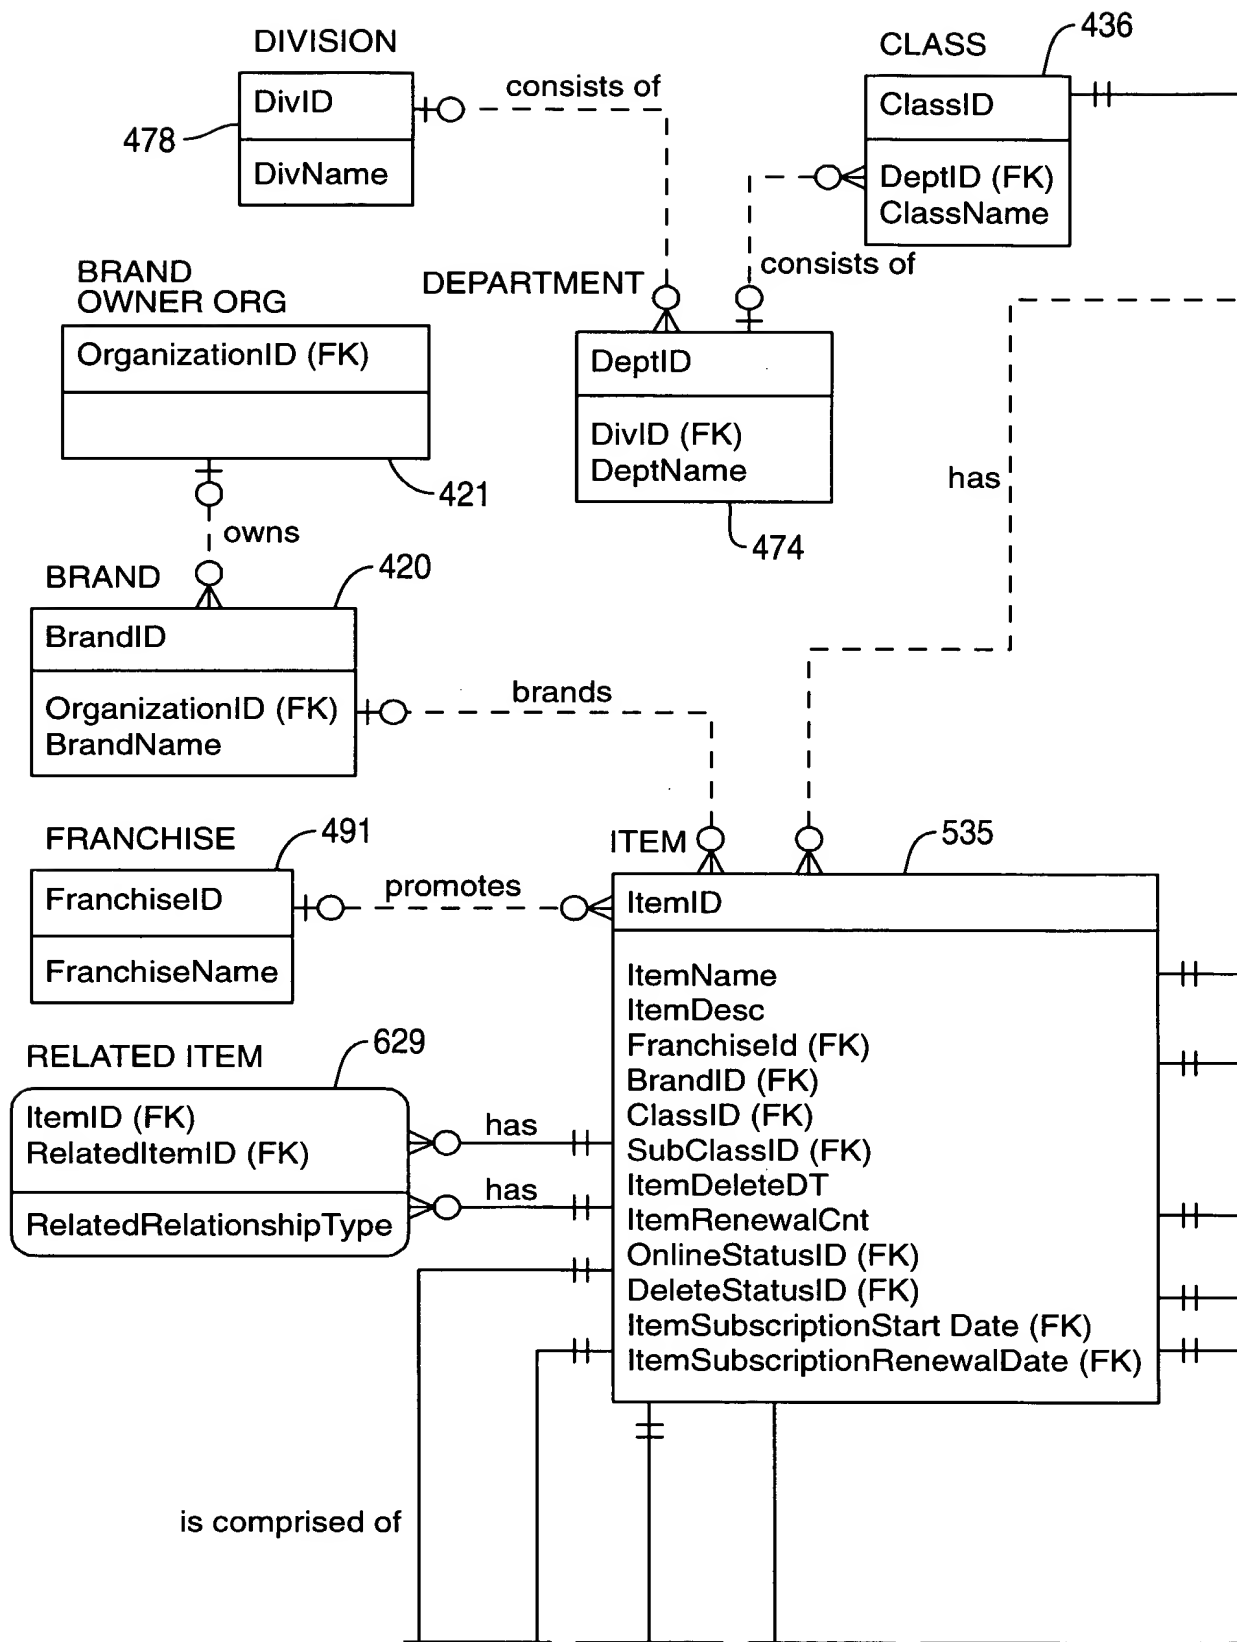 DIVISION
DivID
DivName
478
consists of
CLASS
436
ClassID
DeptID (FK)
ClassName
consists of
DEPARTMENT
DeptID
DivID (FK)
DeptName
474
has
BRAND
OWNER ORG
OrganizationID (FK)
421
owns
BRAND
420
BrandID
OrganizationID (FK)
BrandName
brands
FRANCHISE
491
FranchiseID
FranchiseName
promotes
ITEM
535
ItemID
ItemName
ItemDesc
FranchiseId (FK)
BrandID (FK)
ClassID (FK)
SubClassID (FK)
ItemDeleteDT
ItemRenewalCnt
OnlineStatusID (FK)
DeleteStatusID (FK)
ItemSubscriptionStart Date (FK)
ItemSubscriptionRenewalDate (FK)
RELATED ITEM
629
ItemID (FK)
RelatedItemID (FK)
RelatedRelationshipType
has
has
is comprised of